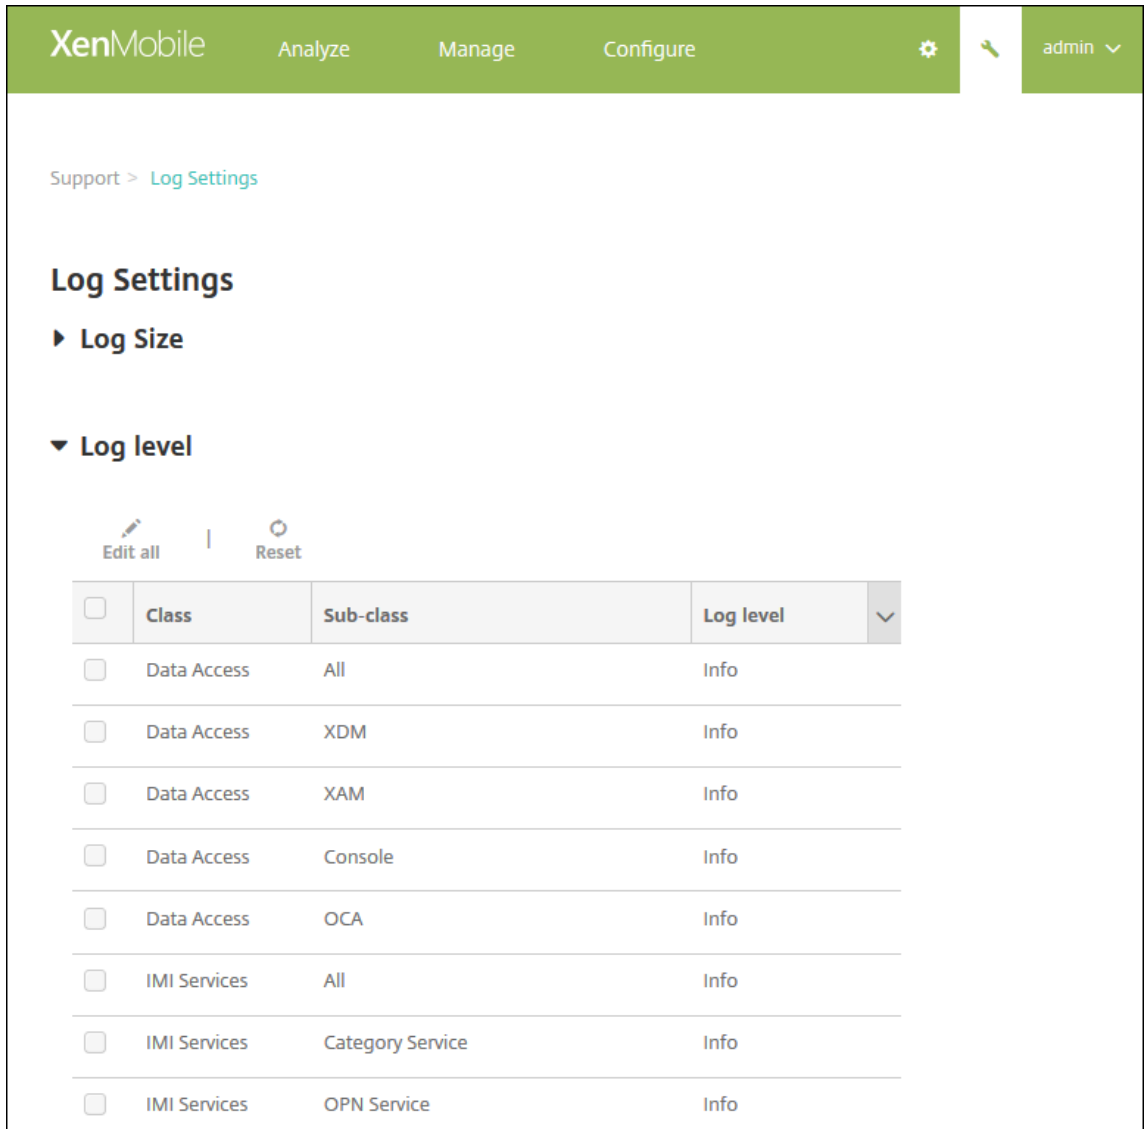 XenMobile Analyze Manage Configure admin
Support > Log Settings
Log Settings
Log Size
Log level
Edit all | Reset
Class Sub-class Log level
Data Access All Info
Data Access XDM Info
Data Access XAM Info
Data Access Console Info
Data Access OCA Info
IMI Services All Info
IMI Services Category Service Info
IMI Services OPN Service Info